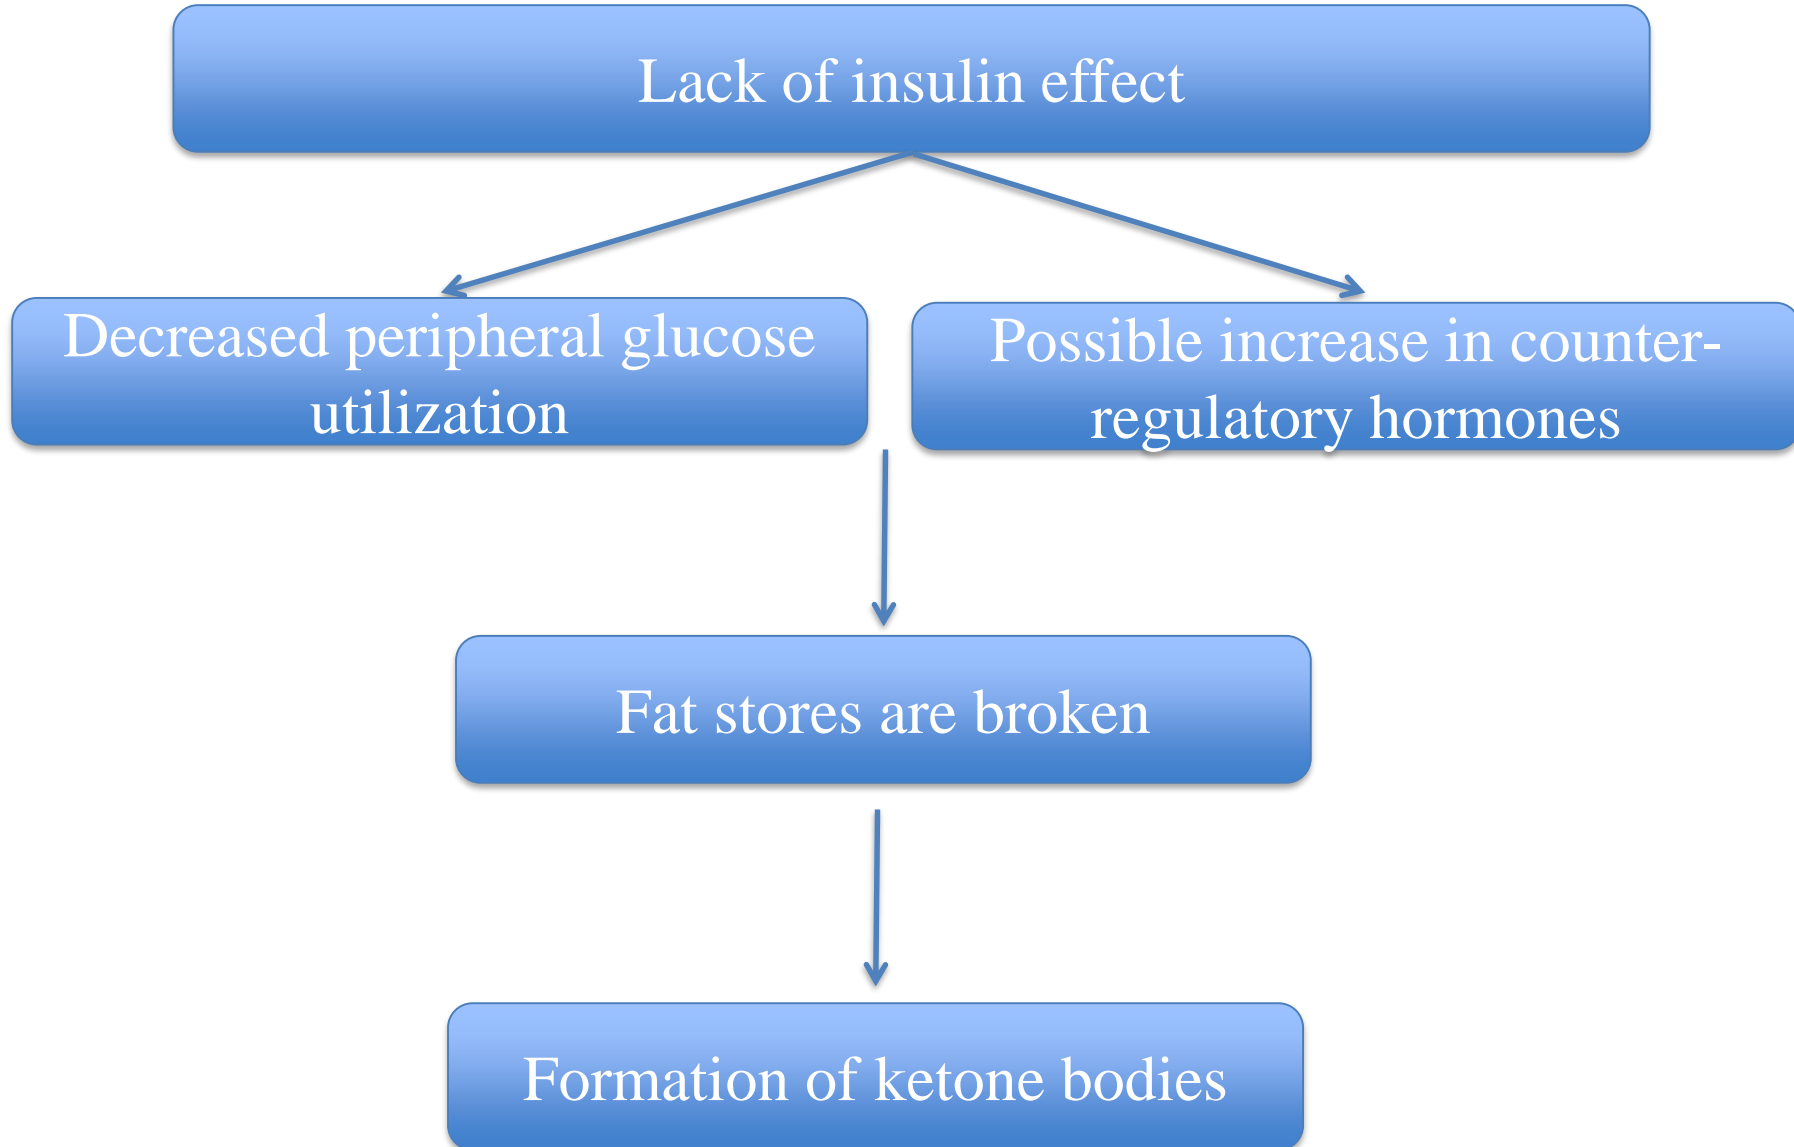 Lack of insulin effect
Decreased peripheral glucose
utilization
Possible increase in counter-
regulatory hormones
Fat stores are broken
Formation of ketone bodies